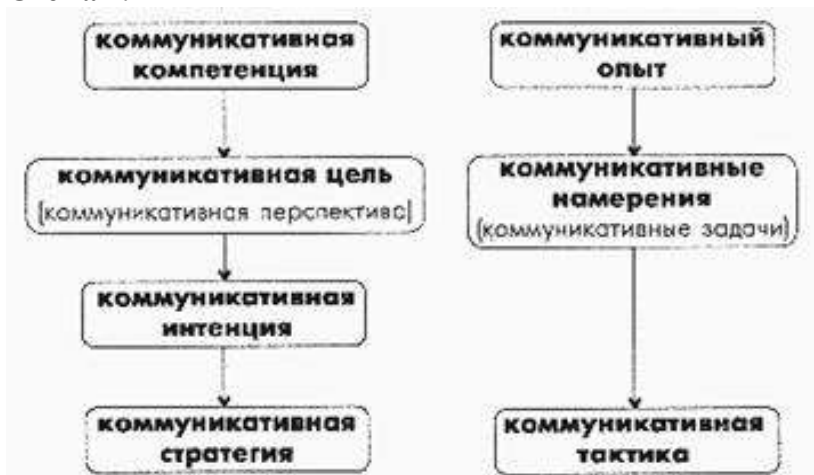 коммуникативная
компетенция
коммуникативный
опыт
коммуникативная цель
(коммуникативная перспектива)
коммуникативные
намерения
(коммуникативные задачи)
коммуникативная
интенция
коммуникативная
стратегия
коммуникативная
тактика